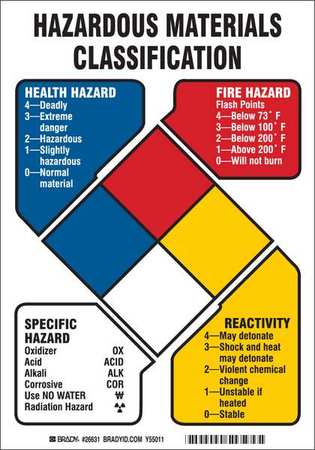 HAZARDOUS MATERIALS
CLASSIFICATION
HEALTH HAZARD
4—Deadly
3—Extreme
danger
2—Hazardous
1—Slightly
hazardous
0—Normal
material
FIRE HAZARD
Flash Points
4—Below 73° F
3—Below 100° F
2—Below 200° F
1—Above 200° F
0—Will not burn
SPECIFIC
HAZARD
Oxidizer OX
Acid ACID
Alkali ALK
Corrosive COR
Use NO WATER W
Radiation Hazard
REACTIVITY
4—May detonate
3—Shock and heat
may detonate
2—Violent chemical
change
1—Unstable if
heated
0—Stable
BRADY. #26631 BRADYID.COM Y55011